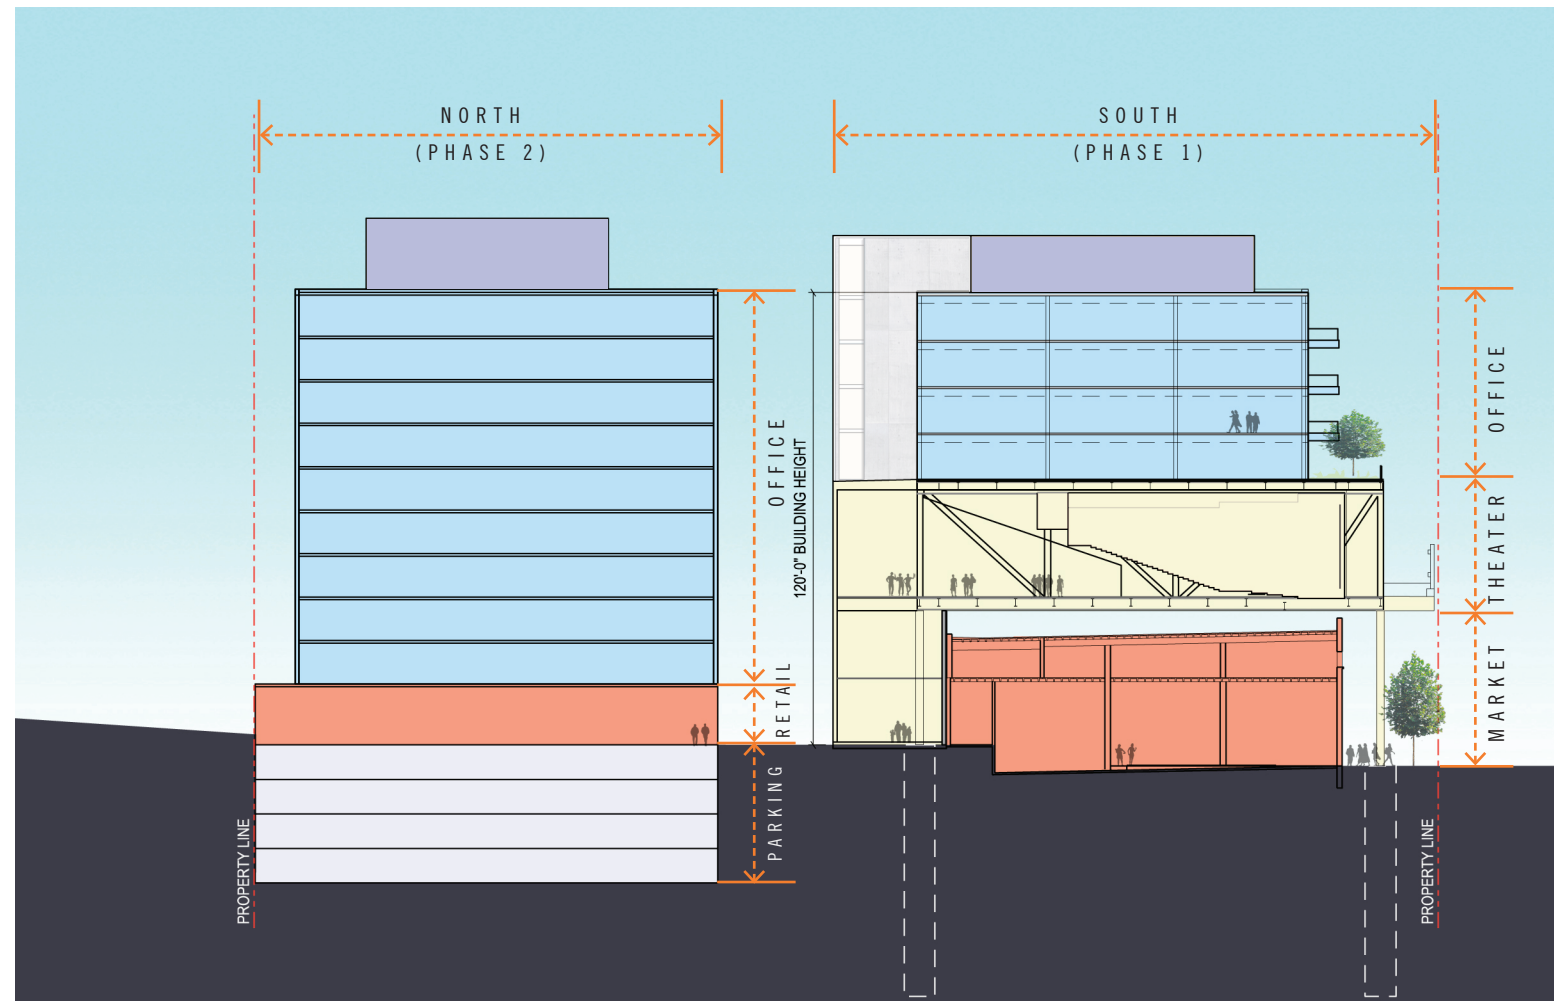 NORTH
(PHASE 2)
SOUTH
(PHASE 1)
OFFICE
RETAIL
PARKING
120'-0" BUILDING HEIGHT
OFFICE
THEATER
MARKET
PROPERTY LINE
PROPERTY LINE